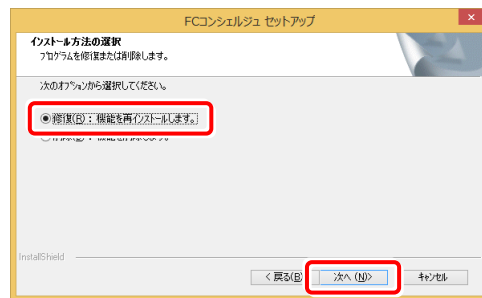 FCコンシェルジュ セットアップ
インストール方法の選択
プログラムを修復または削除します。
次のオプションから選択してください。
修復(R)：機能を再インストールします。
InstallShield
< 戻る(B)
次へ (N)>
キャンセル